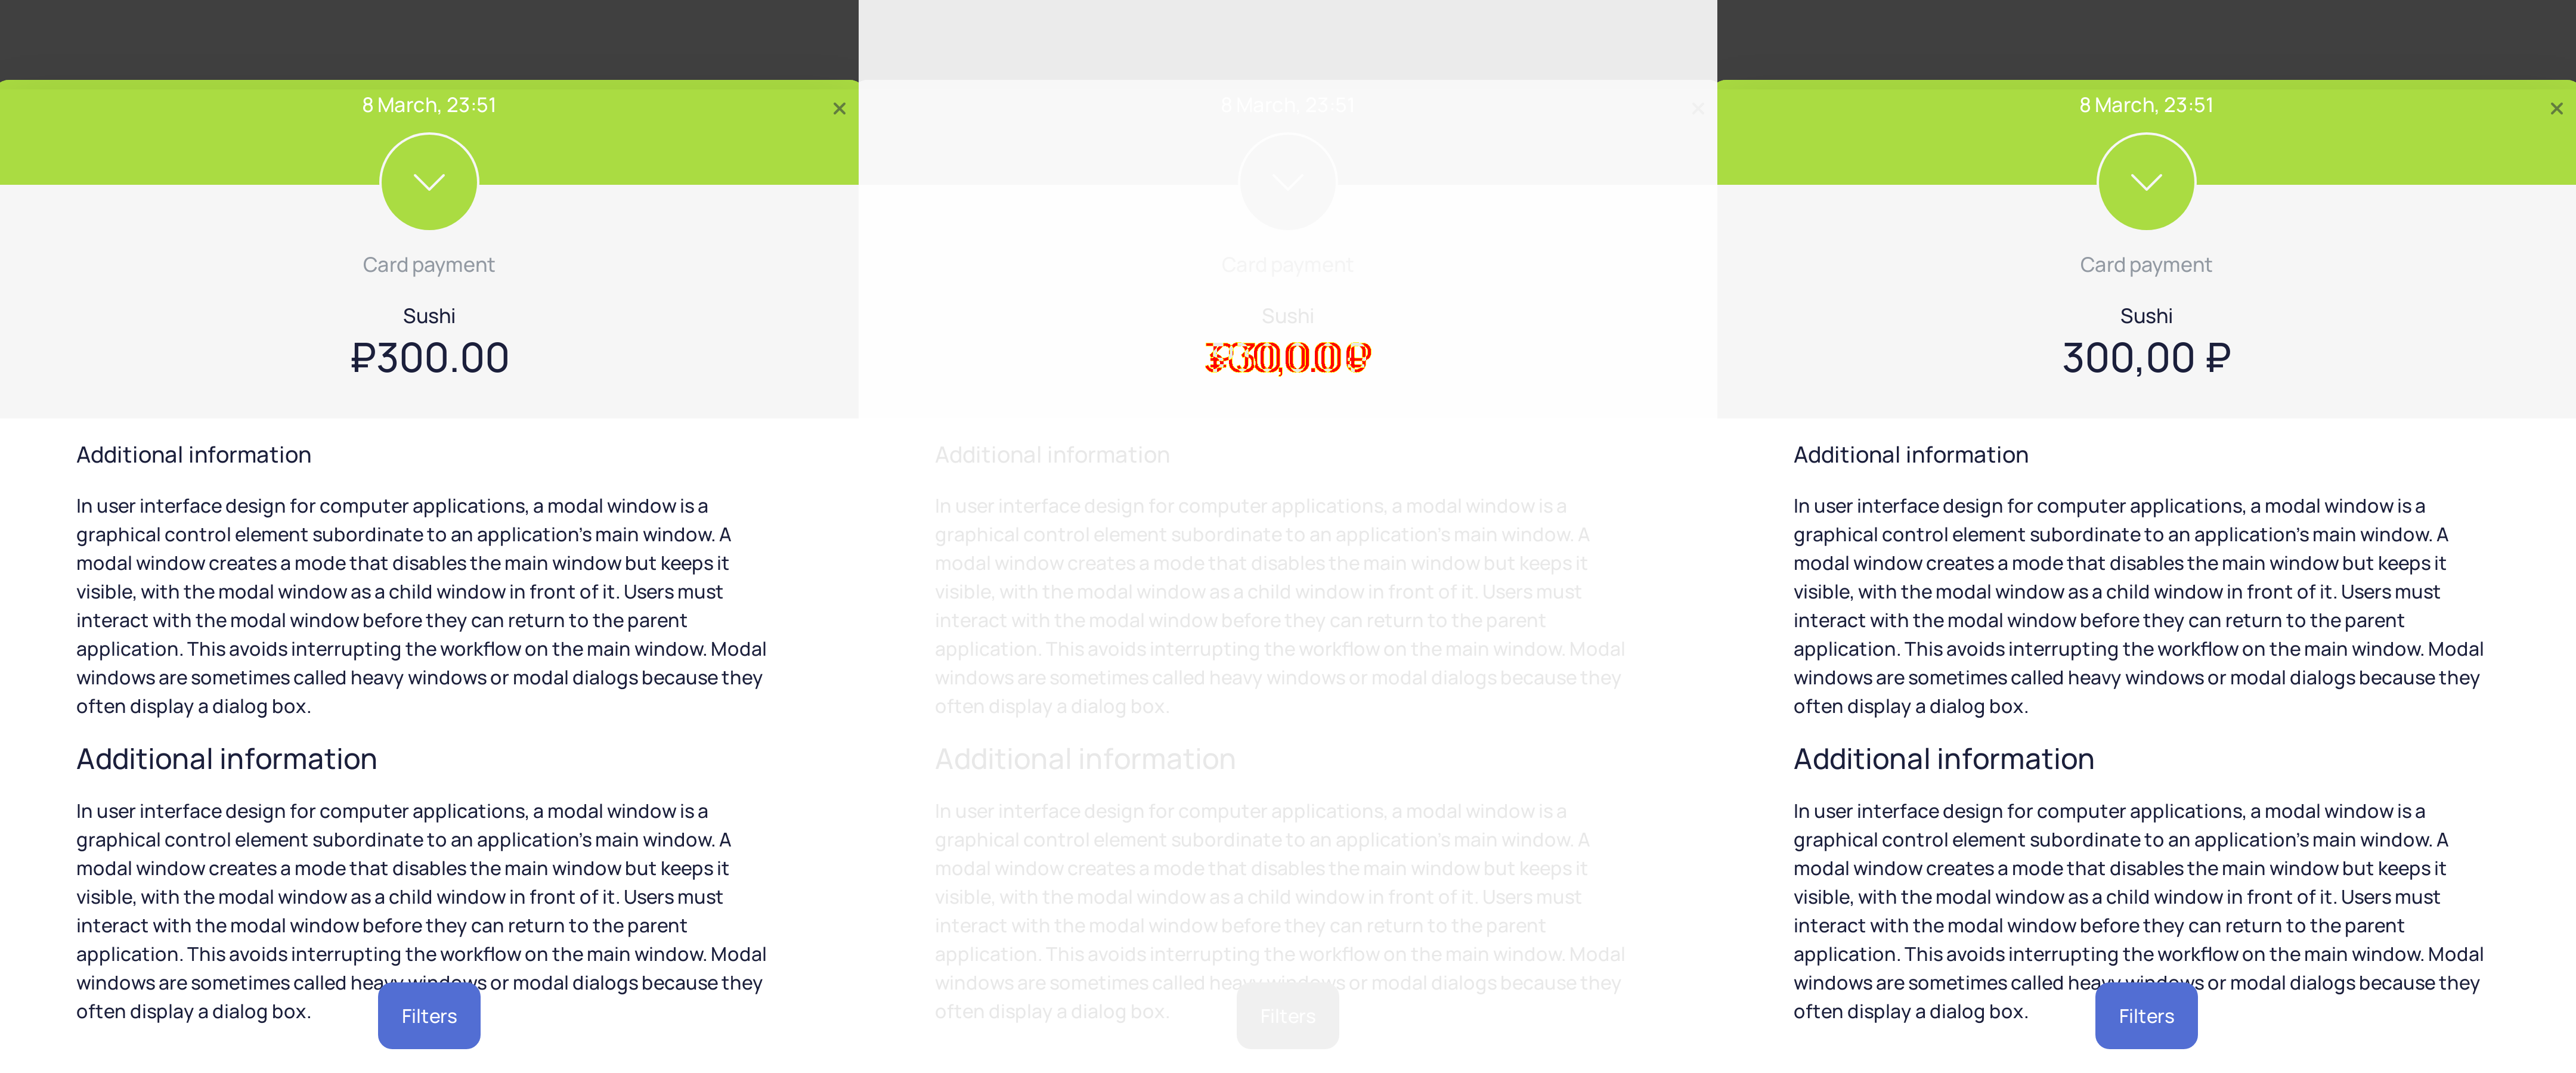 8 March, 23:51
Card payment
Sushi
₽300.00
Additional information
In user interface design for computer applications, a modal window is a
graphical control element subordinate to an application's main window. A
modal window creates a mode that disables the main window but keeps it
visible, with the modal window as a child window in front of it. Users must
interact with the modal window before they can return to the parent
application. This avoids interrupting the workflow on the main window. Modal
windows are sometimes called heavy windows or modal dialogs because they
often display a dialog box.
Additional information
In user interface design for computer applications, a modal window is a
graphical control element subordinate to an application's main window. A
modal window creates a mode that disables the main window but keeps it
visible, with the modal window as a child window in front of it. Users must
interact with the modal window before they can return to the parent
application. This avoids interrupting the workflow on the main window. Modal
windows are sometimes called heavy windows or modal dialogs because they
often display a dialog box.
Filters
8 March, 23:51
Card payment
Sushi
Additional information
In user interface design for computer applications, a modal window is a
graphical control element subordinate to an application's main window. A
modal window creates a mode that disables the main window but keeps it
visible, with the modal window as a child window in front of it. Users must
interact with the modal window before they can return to the parent
application. This avoids interrupting the workflow on the main window. Modal
windows are sometimes called heavy windows or modal dialogs because they
often display a dialog box.
Additional information
In user interface design for computer applications, a modal window is a
graphical control element subordinate to an application's main window. A
modal window creates a mode that disables the main window but keeps it
visible, with the modal window as a child window in front of it. Users must
interact with the modal window before they can return to the parent
application. This avoids interrupting the workflow on the main window. Modal
windows are sometimes called heavy windows or modal dialogs because they
often display a dialog box.
Filters
8 March, 23:51
Card payment
Sushi
300,00 ₽
Additional information
In user interface design for computer applications, a modal window is a
graphical control element subordinate to an application's main window. A
modal window creates a mode that disables the main window but keeps it
visible, with the modal window as a child window in front of it. Users must
interact with the modal window before they can return to the parent
application. This avoids interrupting the workflow on the main window. Modal
windows are sometimes called heavy windows or modal dialogs because they
often display a dialog box.
Additional information
In user interface design for computer applications, a modal window is a
graphical control element subordinate to an application's main window. A
modal window creates a mode that disables the main window but keeps it
visible, with the modal window as a child window in front of it. Users must
interact with the modal window before they can return to the parent
application. This avoids interrupting the workflow on the main window. Modal
windows are sometimes called heavy windows or modal dialogs because they
often display a dialog box.
Filters